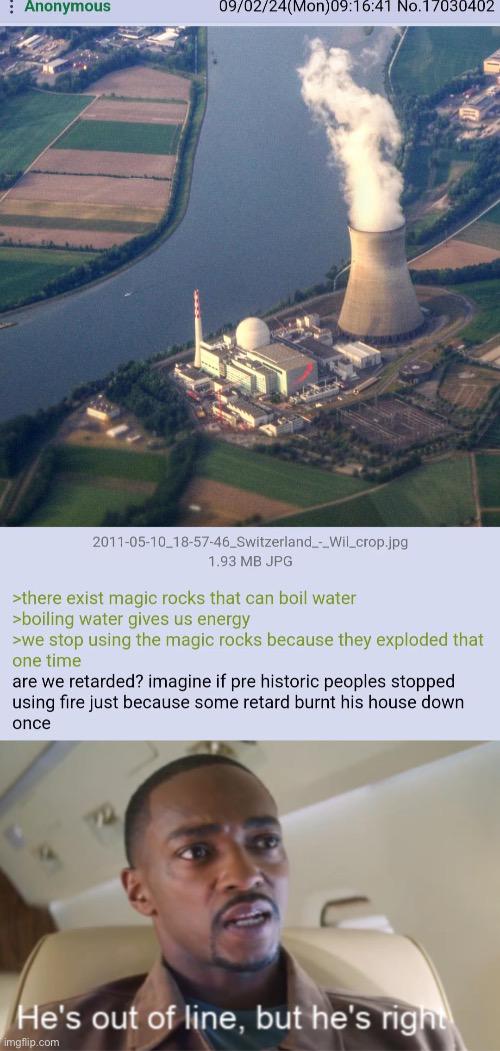 Anonymous 09/02/24(Mon)09:16:41 No.17030402
2011-05-10_18-57-46_Switzerland_-_Wil_crop.jpg
1.93 MB JPG
>there exist magic rocks that can boil water
>boiling water gives us energy
>we stop using the magic rocks because they exploded that
one time
are we retarded? imagine if pre historic peoples stopped
using fire just because some retard burnt his house down
once
He's out of line, but he's right
imgflip.com